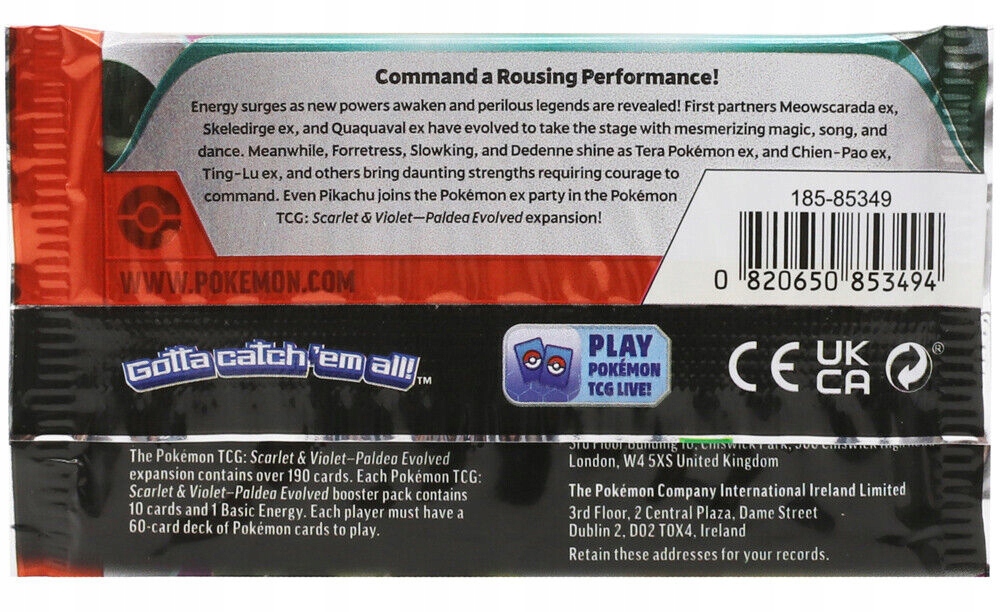 Command a Rousing Performance!
Energy surges as new powers awaken and perilous legends are revealed! First partners Meowscarada ex,
Skeledirge ex, and Quaquaval ex have evolved to take the stage with mesmerizing magic, song, and
dance. Meanwhile, Forretress, Slowking, and Dedenne shine as Tera Pokémon ex, and Chien-Pao ex,
Ting-Lu ex, and others bring daunting strengths requiring courage to
command. Even Pikachu joins the Pokémon ex party in the Pokémon
TCG: Scarlet & Violet—Paldea Evolved expansion!
185-85349
0 820650 853494
WWW.POKEMON.COM
Gotta catch 'em all!™
PLAY
POKÉMON
TCG LIVE!
CE
UK
CA
®
The Pokémon TCG: Scarlet & Violet—Paldea Evolved
expansion contains over 190 cards. Each Pokémon TCG:
Scarlet & Violet—Paldea Evolved booster pack contains
10 cards and 1 Basic Energy. Each player must have a
60-card deck of Pokémon cards to play.
3rd Floor Building 10, Chiswick Park,
London, W4 5XS United Kingdom
The Pokémon Company International Ireland Limited
3rd Floor, 2 Central Plaza, Dame Street
Dublin 2, D02 T0X4, Ireland
Retain these addresses for your records.